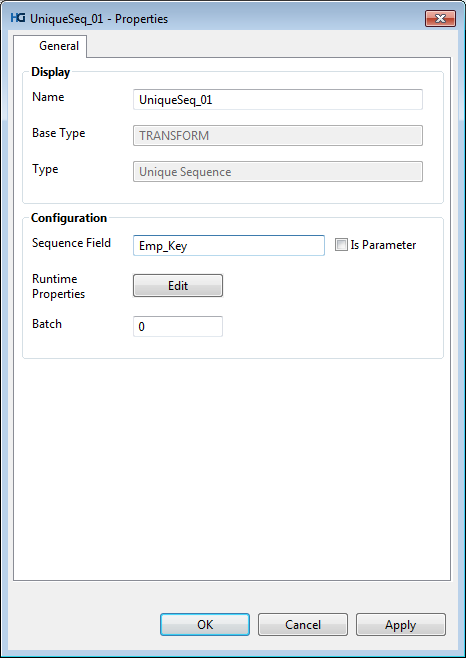 HG UniqueSeq_01 - Properties
General
Display
Name UniqueSeq_01
Base Type TRANSFORM
Type Unique Sequence
Configuration
Sequence Field Emp_Key Is Parameter
Runtime
Properties Edit
Batch 0
OK Cancel Apply